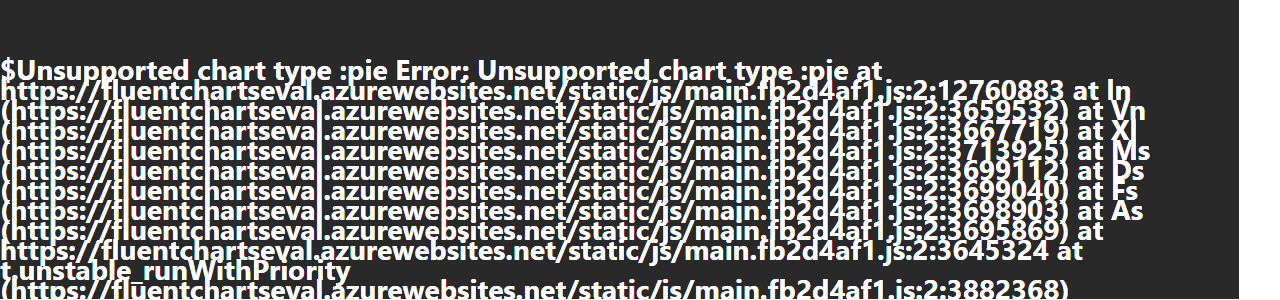 $Unsupported chart type :pie Error: Unsupported chart type :pie at
https://fluentchartseval.azurewebsites.net/static/js/main.fb2d4af1.js:2:12760883 at ln
(https://fluentchartseval.azurewebsites.net/static/js/main.fb2d4af1.js:2:3659532) at Vn
(https://fluentchartseval.azurewebsites.net/static/js/main.fb2d4af1.js:2:3667719) at Xl
(https://fluentchartseval.azurewebsites.net/static/js/main.fb2d4af1.js:2:3713925) at Ms
(https://fluentchartseval.azurewebsites.net/static/js/main.fb2d4af1.js:2:3699112) at Ds
(https://fluentchartseval.azurewebsites.net/static/js/main.fb2d4af1.js:2:3699040) at Fs
(https://fluentchartseval.azurewebsites.net/static/js/main.fb2d4af1.js:2:3698903) at As
(https://fluentchartseval.azurewebsites.net/static/js/main.fb2d4af1.js:2:3695869) at
https://fluentchartseval.azurewebsites.net/static/js/main.fb2d4af1.js:2:3645324 at
t.unstable_runWithPriority
(https://fluentchartseval.azurewebsites.net/static/js/main.fb2d4af1.js:2:3882368)